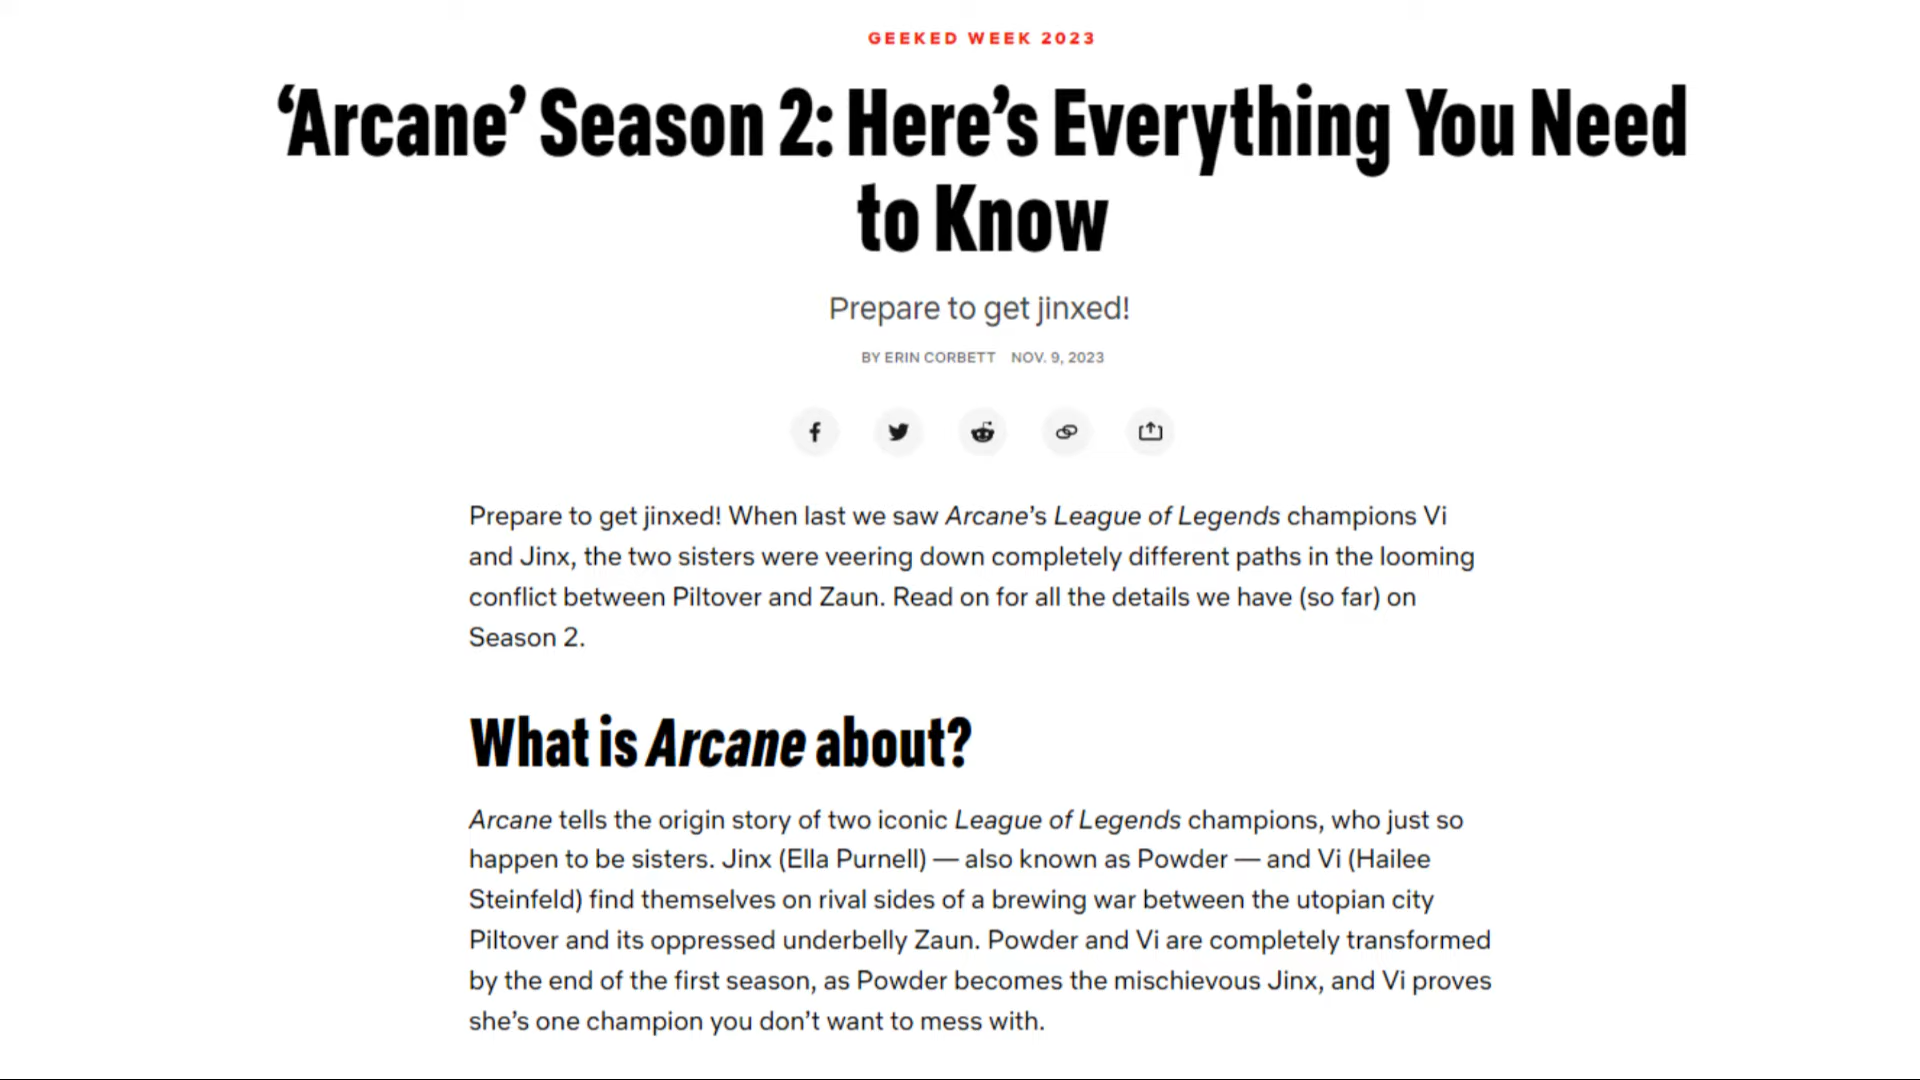 GEEKED WEEK 2023
‘Arcane’ Season 2: Here’s Everything You Need
to Know
Prepare to get jinxed!
BY ERIN CORBETT NOV. 9, 2023
Prepare to get jinxed! When last we saw Arcane’s League of Legends champions Vi
and Jinx, the two sisters were veering down completely different paths in the looming
conflict between Piltover and Zaun. Read on for all the details we have (so far) on
Season 2.
What is Arcane about?
Arcane tells the origin story of two iconic League of Legends champions, who just so
happen to be sisters. Jinx (Ella Purnell) — also known as Powder — and Vi (Hailee
Steinfeld) find themselves on rival sides of a brewing war between the utopian city
Piltover and its oppressed underbelly Zaun. Powder and Vi are completely transformed
by the end of the first season, as Powder becomes the mischievous Jinx, and Vi proves
she’s one champion you don’t want to mess with.